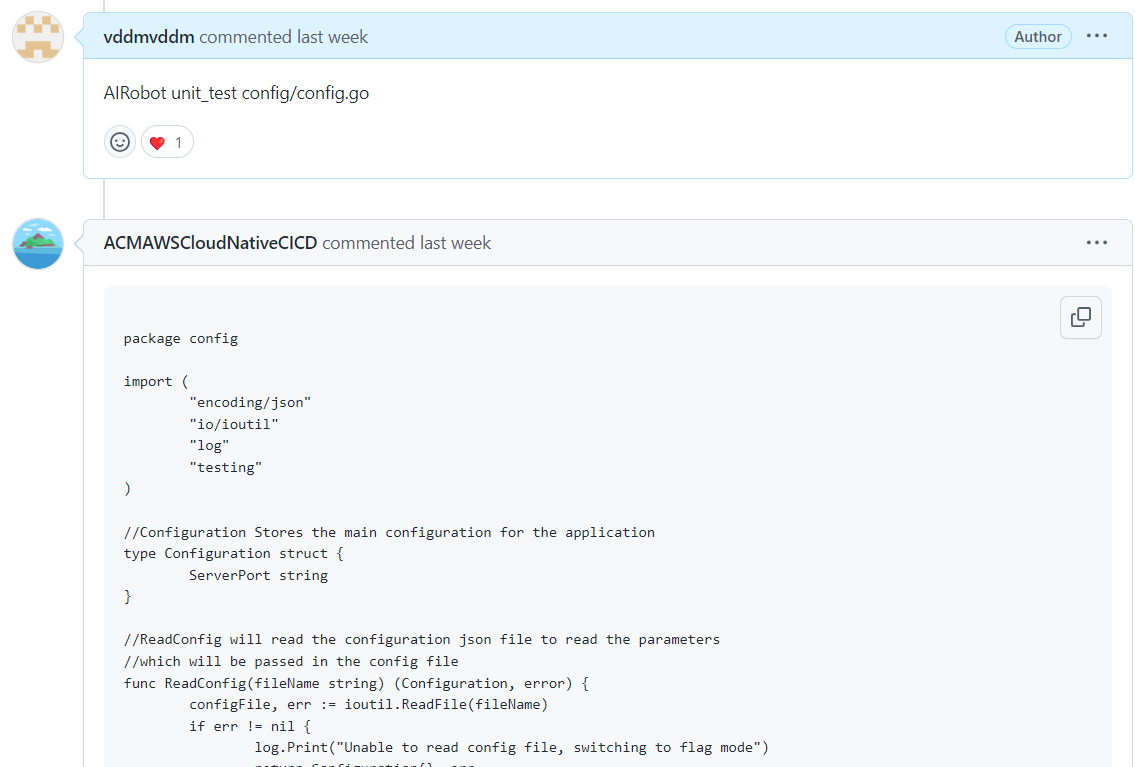 vddmvddm commented last week
Author
AIRobot unit_test config/config.go
1
ACMAWSCloudNativeCICD commented last week
package config
import (
"encoding/json"
"io/ioutil"
"log"
"testing"
)
//Configuration Stores the main configuration for the application
type Configuration struct {
ServerPort string
}
//ReadConfig will read the configuration json file to read the parameters
//which will be passed in the config file
func ReadConfig(fileName string) (Configuration, error) {
configFile, err := ioutil.ReadFile(fileName)
if err != nil {
log.Print("Unable to read config file, switching to flag mode")
return Configuration{}, err